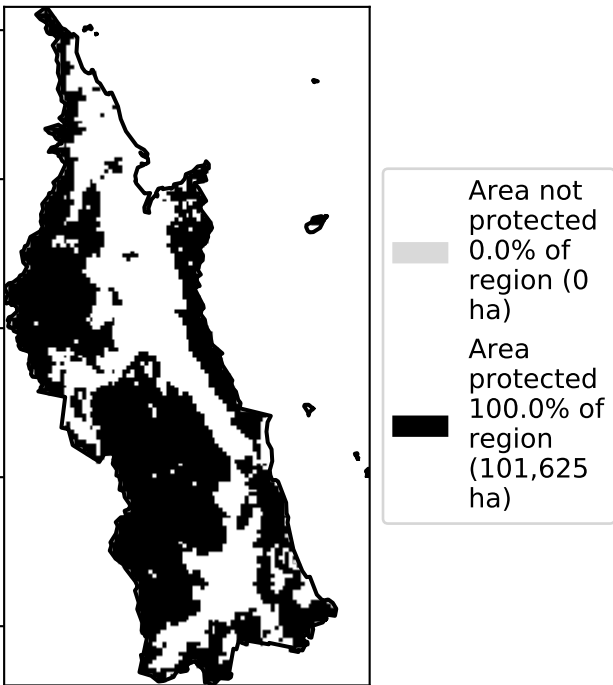 Area not
protected
0.0% of
region (0
ha)
Area
protected
100.0% of
region
(101,625
ha)